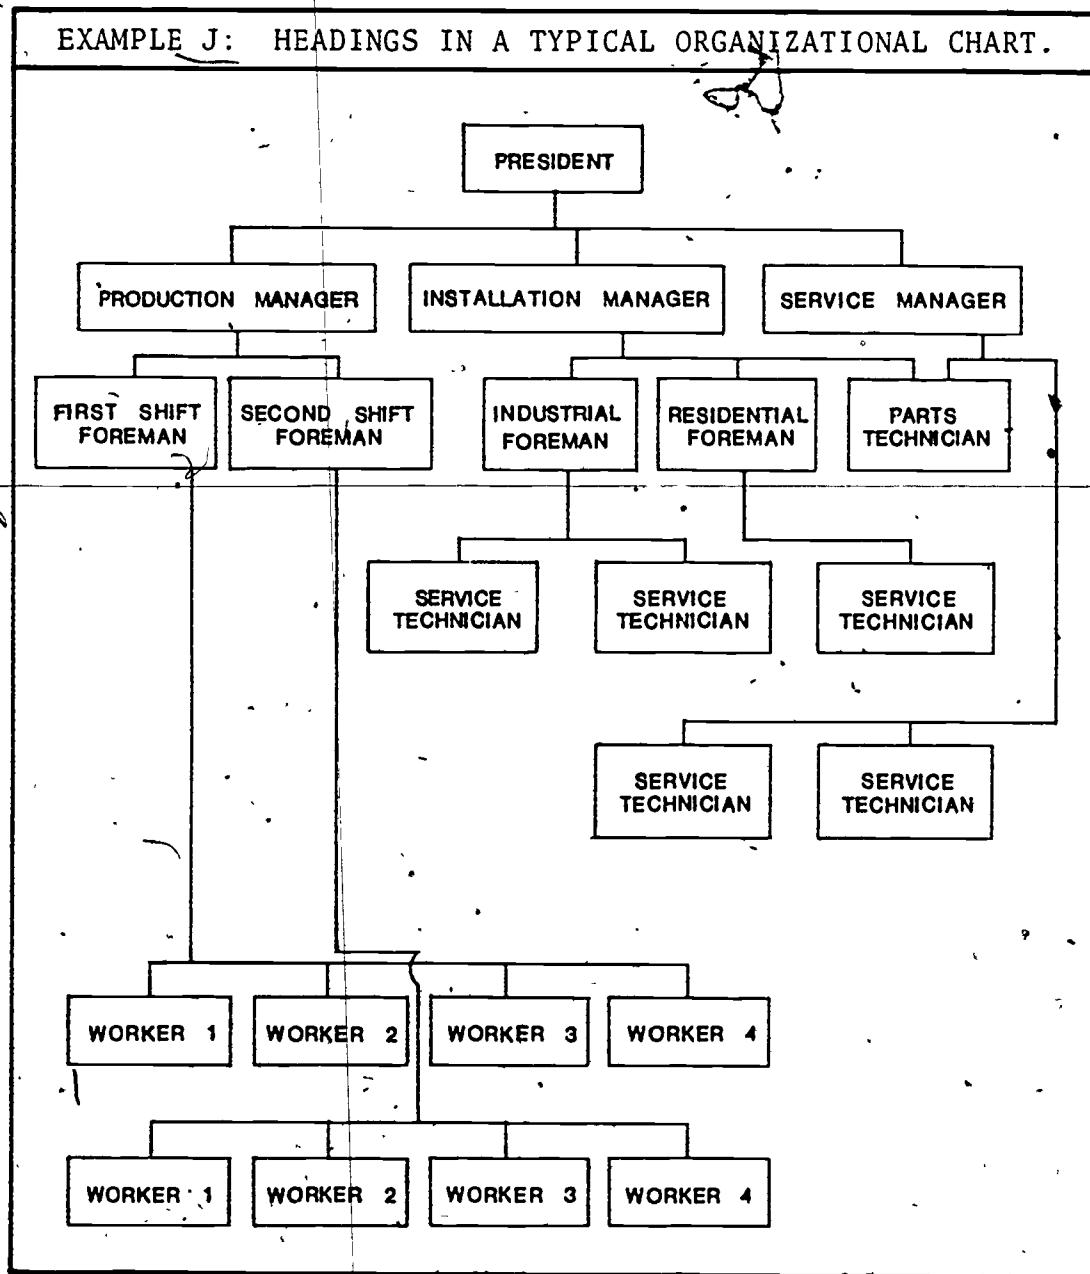 EXAMPLE J: HEADINGS IN A TYPICAL ORGANIZATIONAL CHART.
PRESIDENT
PRODUCTION MANAGER
INSTALLATION MANAGER
SERVICE MANAGER
FIRST SHIFT
FOREMAN
SECOND SHIFT
FOREMAN
INDUSTRIAL
FOREMAN
RESIDENTIAL
FOREMAN
PARTS
TECHNICIAN
SERVICE
TECHNICIAN
SERVICE
TECHNICIAN
SERVICE
TECHNICIAN
SERVICE
TECHNICIAN
SERVICE
TECHNICIAN
WORKER 1
WORKER 2
WORKER 3
WORKER 4
WORKER 1
WORKER 2
WORKER 3
WORKER 4